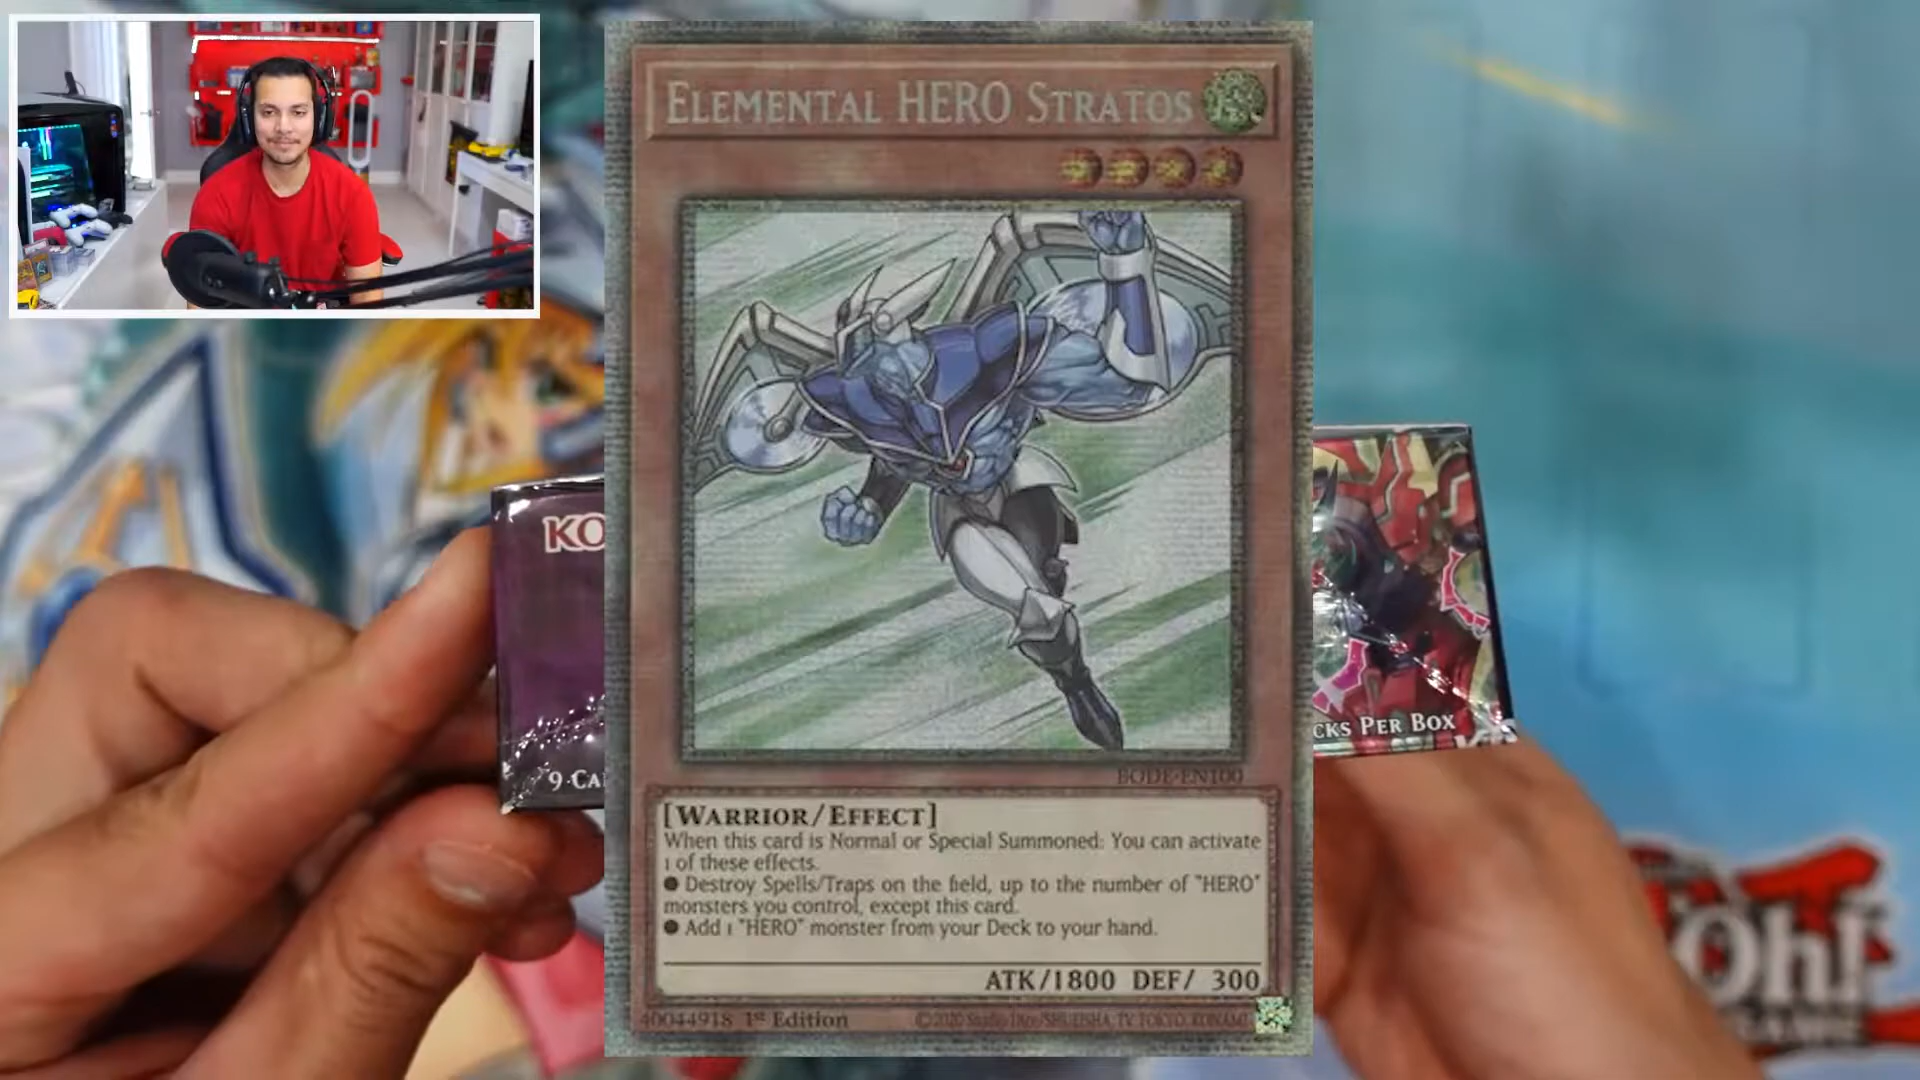 Elemental HERO Stratos
BODE-EN100
[Warrior/Effect]
When this card is Normal or Special Summoned: You can activate
1 of these effects.
● Destroy Spells/Traps on the field, up to the number of "HERO"
monsters you control, except this card.
● Add 1 "HERO" monster from your Deck to your hand.
ATK/1800 DEF/ 300
40044918 1st Edition
©2020 Studio Dice/SHUEISHA, TV TOKYO, KONAMI
KO
9 CA
CKS PER BOX
Oh!